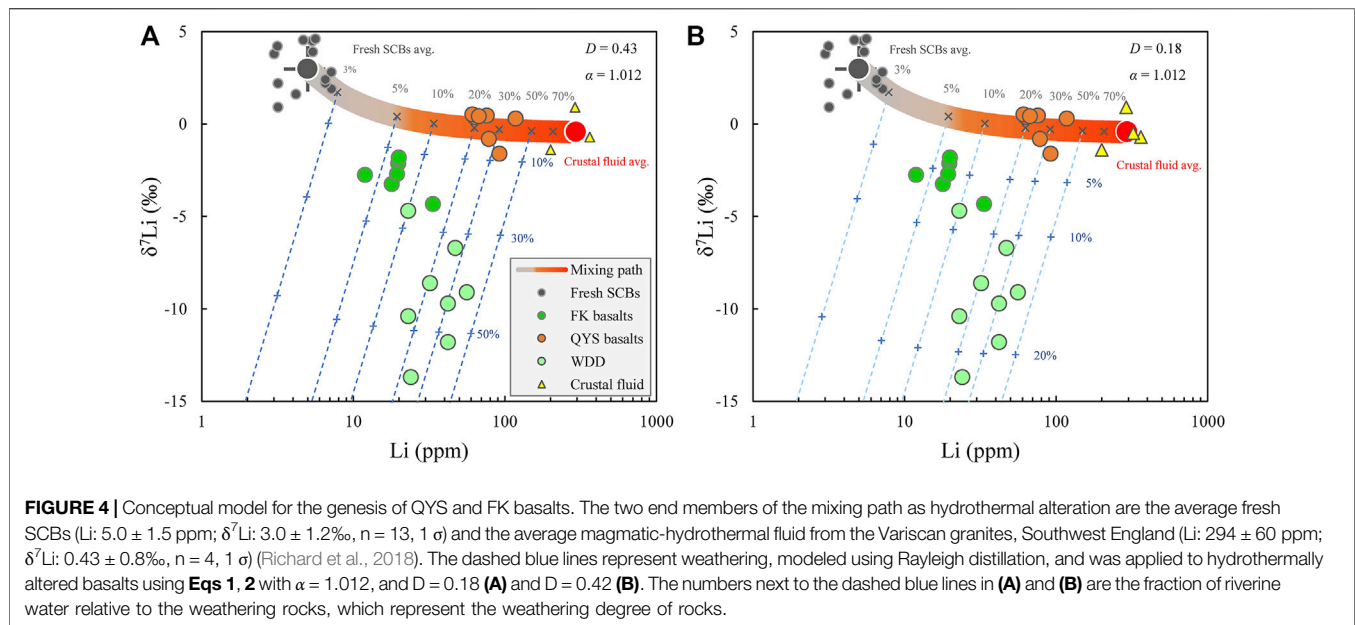 A
Fresh SCBs avg.
D = 0.43
α = 1.012
3%
5%
10%
20%
30%
50%
70%
Crustal fluid avg.
10%
30%
50%
Mixing path
Fresh SCBs
FK basalts
QYS basalts
WDD
Crustal fluid
5
0
-5
-10
-15
δ⁷Li (‰)
1
10
100
1000
Li (ppm)
B
Fresh SCBs avg.
D = 0.18
α = 1.012
3%
5%
10%
20%
30%
50%
70%
Crustal fluid avg.
5%
10%
20%
5
0
-5
-10
-15
δ⁷Li (‰)
1
10
100
1000
Li (ppm)
FIGURE 4 | Conceptual model for the genesis of QYS and FK basalts. The two end members of the mixing path as hydrothermal alteration are the average fresh
SCBs (Li: 5.0 ± 1.5 ppm; δ⁷Li: 3.0 ± 1.2‰, n = 13, 1 σ) and the average magmatic-hydrothermal fluid from the Variscan granites, Southwest England (Li: 294 ± 60 ppm;
δ⁷Li: 0.43 ± 0.8‰, n = 4, 1 σ) (Richard et al., 2018). The dashed blue lines represent weathering, modeled using Rayleigh distillation, and was applied to hydrothermally
altered basalts using Eqs 1, 2 with α = 1.012, and D = 0.18 (A) and D = 0.42 (B). The numbers next to the dashed blue lines in (A) and (B) are the fraction of riverine
water relative to the weathering rocks, which represent the weathering degree of rocks.